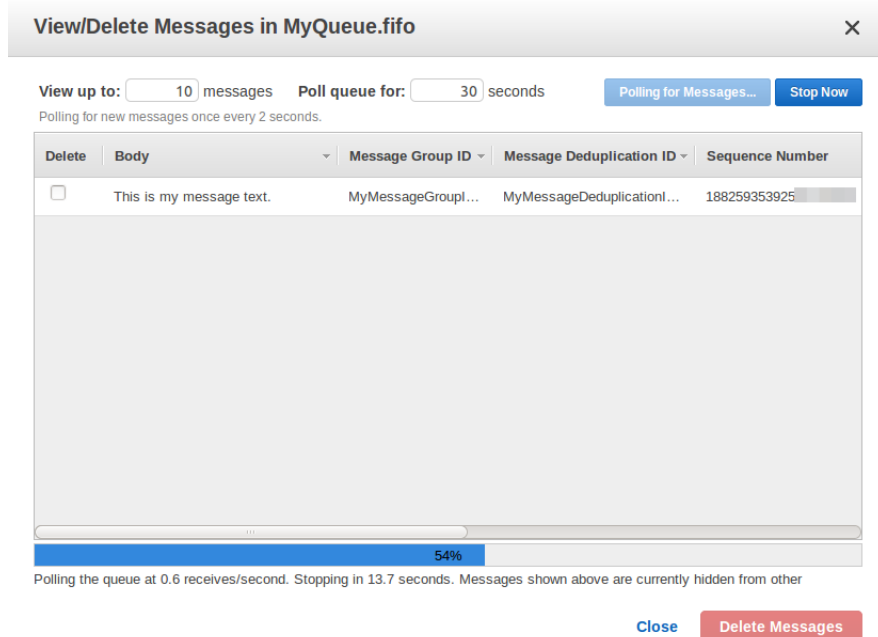 View/Delete Messages in MyQueue.fifo
View up to: 10 messages Poll queue for: 30 seconds Polling for Messages... Stop Now
Polling for new messages once every 2 seconds.
Delete Body Message Group ID Message Deduplication ID Sequence Number
This is my message text. MyMessageGroupI... MyMessageDeduplicationI... 188259353925
54%
Polling the queue at 0.6 receives/second. Stopping in 13.7 seconds. Messages shown above are currently hidden from other
Close Delete Messages